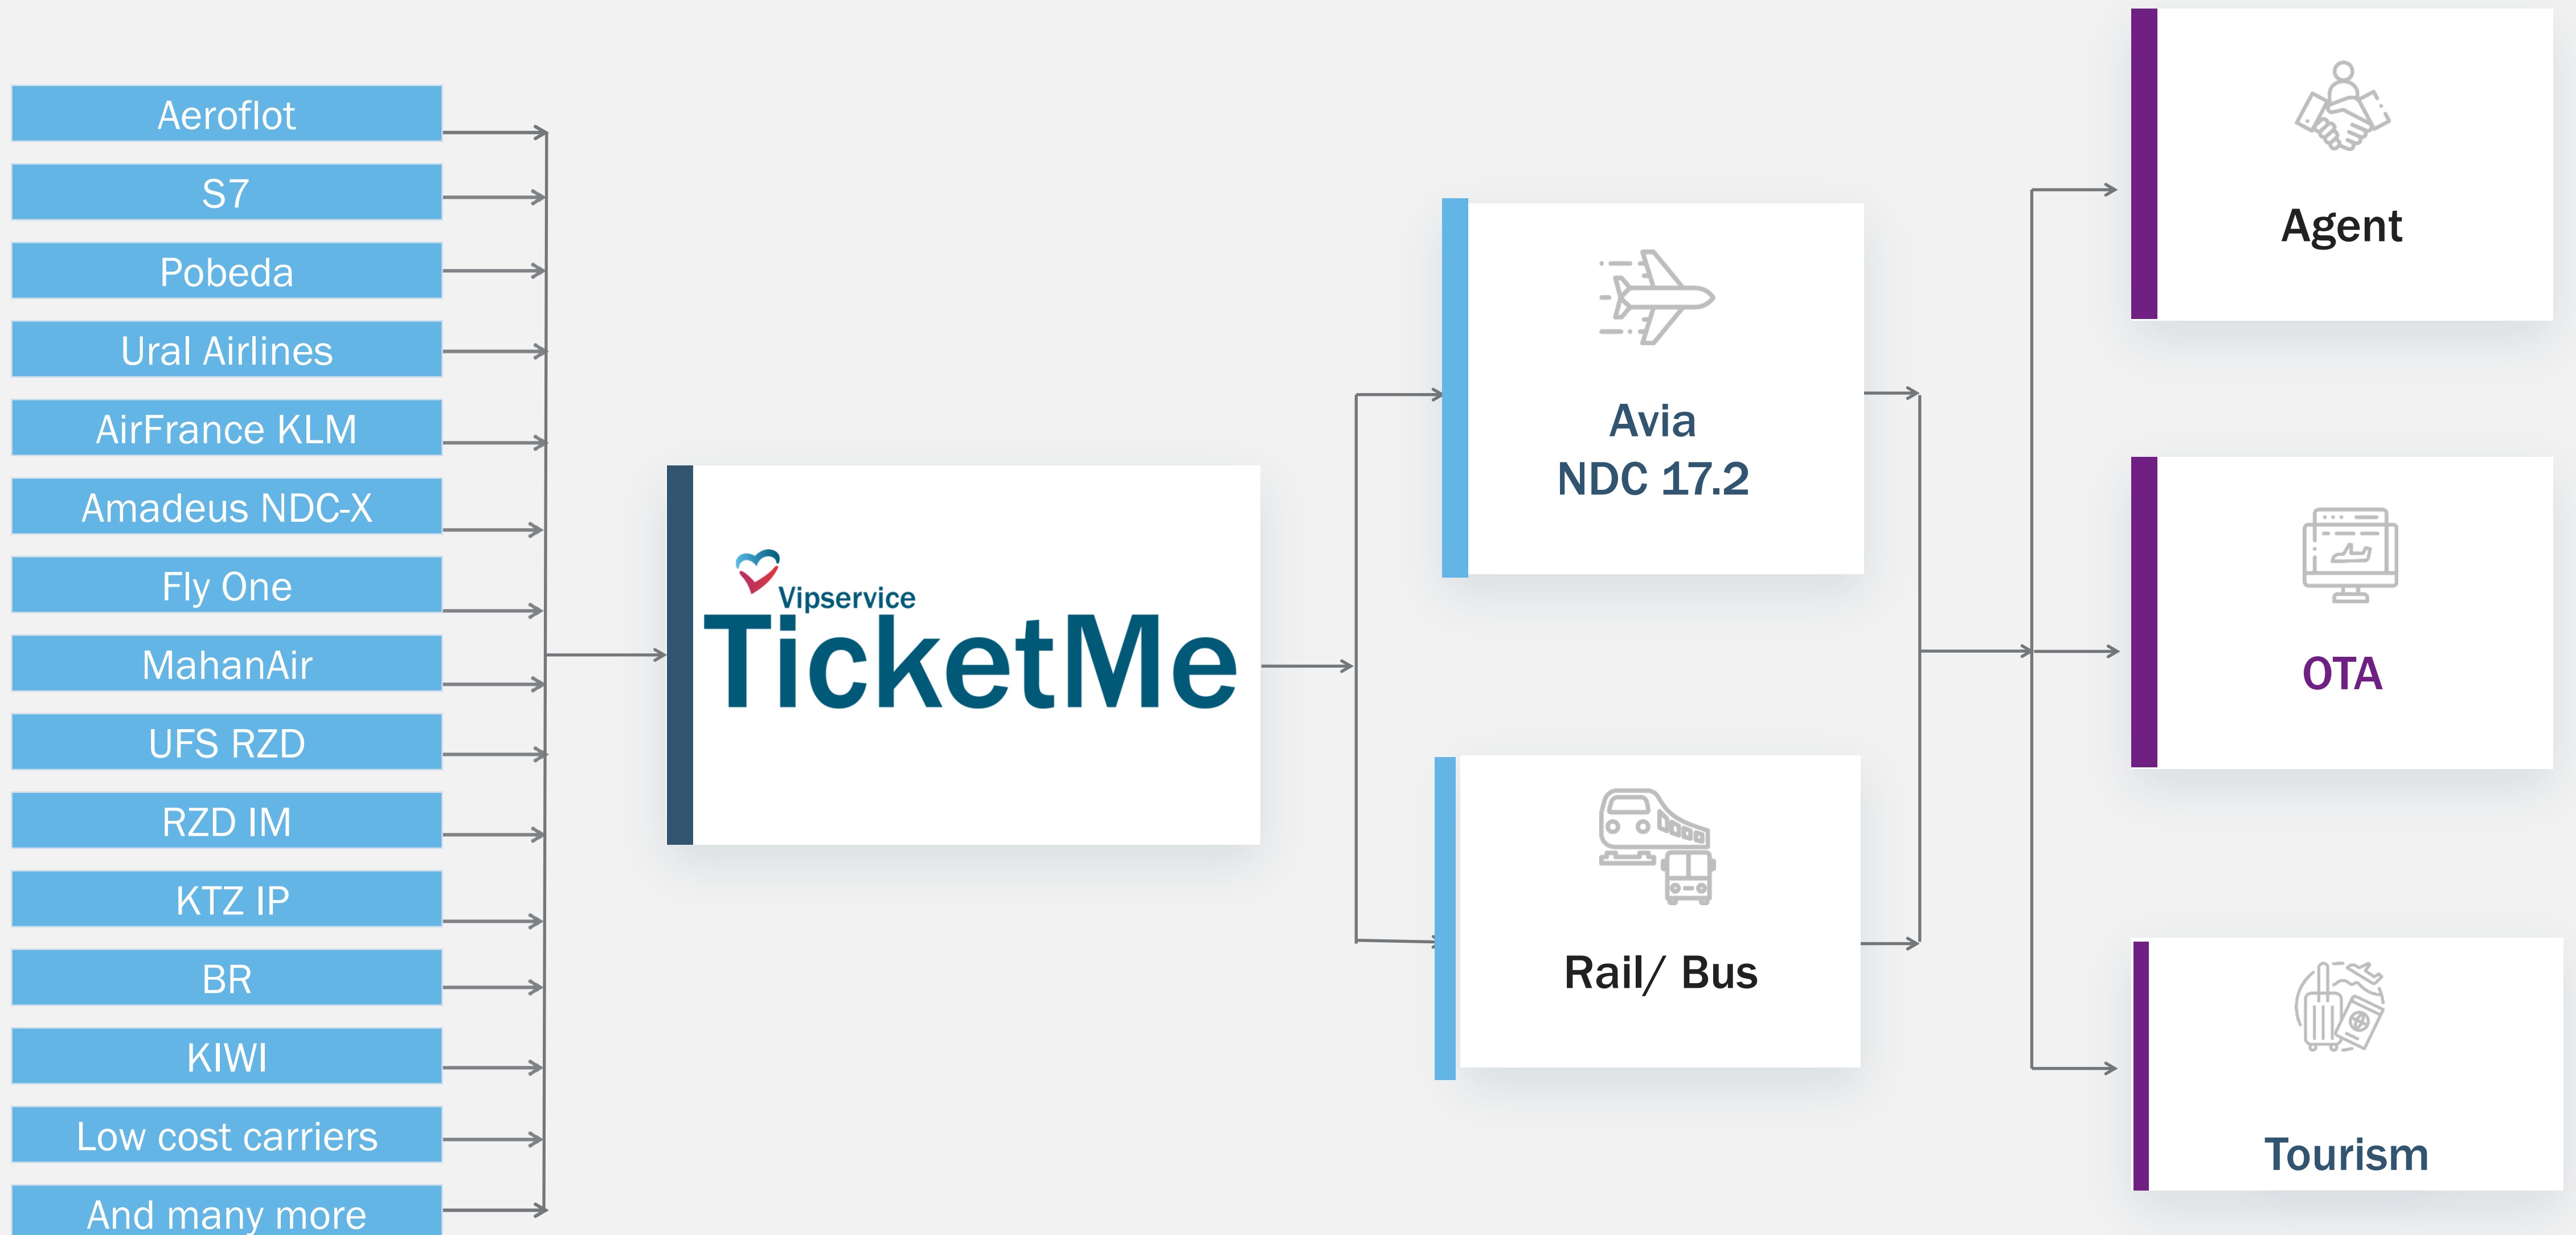 Aeroflot
S7
Pobeda
Ural Airlines
AirFrance KLM
Amadeus NDC-X
Fly One
MahanAir
UFS RZD
RZD IM
KTZ IP
BR
KIWI
Low cost carriers
And many more
Vipservice
TicketMe
Avia
NDC 17.2
Rail/ Bus
Agent
OTA
Tourism